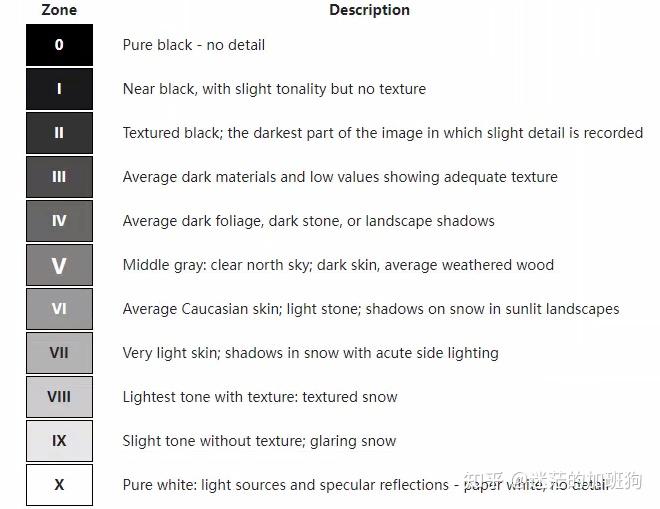 Zone Description
0 Pure black - no detail
I Near black, with slight tonality but no texture
II Textured black; the darkest part of the image in which slight detail is recorded
III Average dark materials and low values showing adequate texture
IV Average dark foliage, dark stone, or landscape shadows
V Middle gray: clear north sky; dark skin, average weathered wood
VI Average Caucasian skin; light stone; shadows on snow in sunlit landscapes
VII Very light skin; shadows in snow with acute side lighting
VIII Lightest tone with texture: textured snow
IX Slight tone without texture; glaring snow
X Pure white: light sources and specular reflections - paper white, no detail
知乎 @迷茫的加班狗